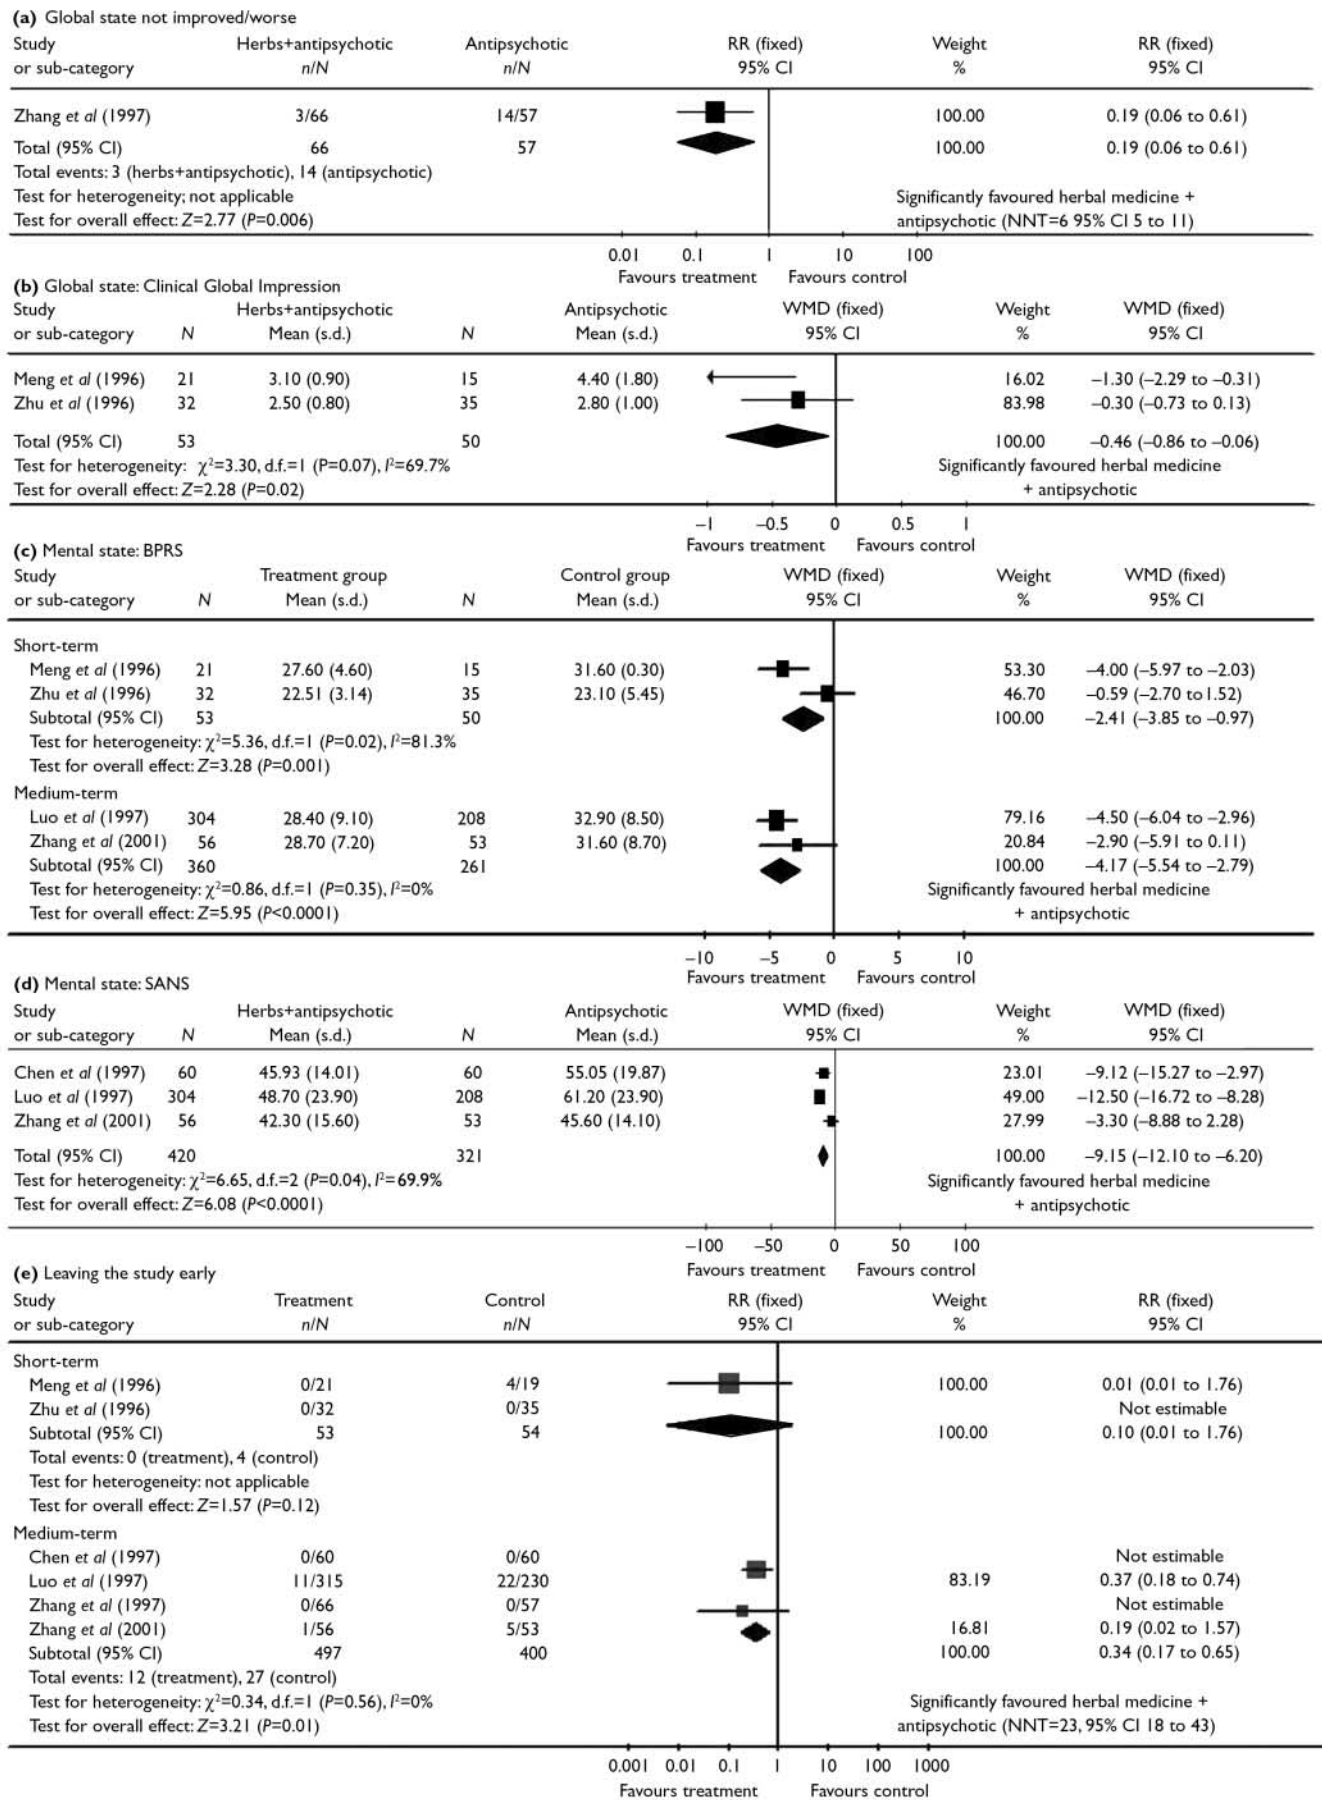 (a) Global state not improved/worse
Study Herbs+antipsychotic Antipsychotic RR (fixed) Weight RR (fixed)
or sub-category n/N n/N 95% CI % 95% CI
Zhang et al (1997) 3/66 14/57 100.00 0.19 (0.06 to 0.61)
Total (95% CI) 66 57 100.00 0.19 (0.06 to 0.61)
Total events: 3 (herbs+antipsychotic), 14 (antipsychotic)
Test for heterogeneity; not applicable Significantly favoured herbal medicine +
Test for overall effect: Z=2.77 (P=0.006) antipsychotic (NNT=6 95% CI 5 to 11)
0.01 0.1 1 10 100
Favours treatment Favours control
(b) Global state: Clinical Global Impression
Study Herbs+antipsychotic Antipsychotic WMD (fixed) Weight WMD (fixed)
or sub-category N Mean (s.d.) N Mean (s.d.) 95% CI % 95% CI
Meng et al (1996) 21 3.10 (0.90) 15 4.40 (1.80) 16.02 –1.30 (–2.29 to –0.31)
Zhu et al (1996) 32 2.50 (0.80) 35 2.80 (1.00) 83.98 –0.30 (–0.73 to 0.13)
Total (95% CI) 53 50 100.00 –0.46 (–0.86 to –0.06)
Test for heterogeneity: χ²=3.30, d.f.=1 (P=0.07), I²=69.7% Significantly favoured herbal medicine
Test for overall effect: Z=2.28 (P=0.02) + antipsychotic
–1 –0.5 0 0.5 1
Favours treatment Favours control
(c) Mental state: BPRS
Study Treatment group Control group WMD (fixed) Weight WMD (fixed)
or sub-category N Mean (s.d.) N Mean (s.d.) 95% CI % 95% CI
Short-term
Meng et al (1996) 21 27.60 (4.60) 15 31.60 (0.30) 53.30 –4.00 (–5.97 to –2.03)
Zhu et al (1996) 32 22.51 (3.14) 35 23.10 (5.45) 46.70 –0.59 (–2.70 to 1.52)
Subtotal (95% CI) 53 50 100.00 –2.41 (–3.85 to –0.97)
Test for heterogeneity: χ²=5.36, d.f.=1 (P=0.02), I²=81.3%
Test for overall effect: Z=3.28 (P=0.001)
Medium-term
Luo et al (1997) 304 28.40 (9.10) 208 32.90 (8.50) 79.16 –4.50 (–6.04 to –2.96)
Zhang et al (2001) 56 28.70 (7.20) 53 31.60 (8.70) 20.84 –2.90 (–5.91 to 0.11)
Subtotal (95% CI) 360 261 100.00 –4.17 (–5.54 to –2.79)
Test for heterogeneity: χ²=0.86, d.f.=1 (P=0.35), I²=0% Significantly favoured herbal medicine
Test for overall effect: Z=5.95 (P<0.0001) + antipsychotic
–10 –5 0 5 10
Favours treatment Favours control
(d) Mental state: SANS
Study Herbs+antipsychotic Antipsychotic WMD (fixed) Weight WMD (fixed)
or sub-category N Mean (s.d.) N Mean (s.d.) 95% CI % 95% CI
Chen et al (1997) 60 45.93 (14.01) 60 55.05 (19.87) 23.01 –9.12 (–15.27 to –2.97)
Luo et al (1997) 304 48.70 (23.90) 208 61.20 (23.90) 49.00 –12.50 (–16.72 to –8.28)
Zhang et al (2001) 56 42.30 (15.60) 53 45.60 (14.10) 27.99 –3.30 (–8.88 to 2.28)
Total (95% CI) 420 321 100.00 –9.15 (–12.10 to –6.20)
Test for heterogeneity: χ²=6.65, d.f.=2 (P=0.04), I²=69.9% Significantly favoured herbal medicine
Test for overall effect: Z=6.08 (P<0.0001) + antipsychotic
–100 –50 0 50 100
Favours treatment Favours control
(e) Leaving the study early
Study Treatment Control RR (fixed) Weight RR (fixed)
or sub-category n/N n/N 95% CI % 95% CI
Short-term
Meng et al (1996) 0/21 4/19 100.00 0.01 (0.01 to 1.76)
Zhu et al (1996) 0/32 0/35 Not estimable
Subtotal (95% CI) 53 54 100.00 0.10 (0.01 to 1.76)
Total events: 0 (treatment), 4 (control)
Test for heterogeneity: not applicable
Test for overall effect: Z=1.57 (P=0.12)
Medium-term
Chen et al (1997) 0/60 0/60 Not estimable
Luo et al (1997) 11/315 22/230 83.19 0.37 (0.18 to 0.74)
Zhang et al (1997) 0/66 0/57 Not estimable
Zhang et al (2001) 1/56 5/53 16.81 0.19 (0.02 to 1.57)
Subtotal (95% CI) 497 400 100.00 0.34 (0.17 to 0.65)
Total events: 12 (treatment), 27 (control)
Test for heterogeneity: χ²=0.34, d.f.=1 (P=0.56), I²=0% Significantly favoured herbal medicine +
Test for overall effect: Z=3.21 (P=0.01) antipsychotic (NNT=23, 95% CI 18 to 43)
0.001 0.01 0.1 1 10 100 1000
Favours treatment Favours control